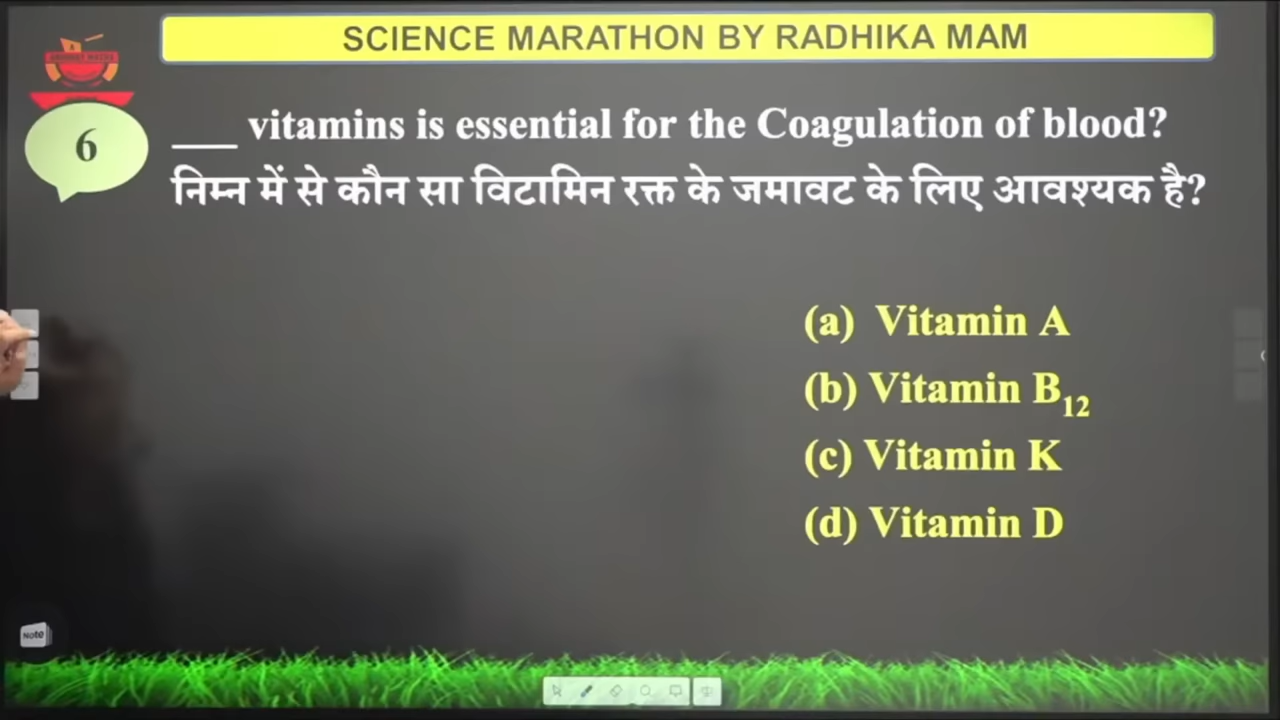 SCIENCE MARATHON BY RADHIKA MAM
6
___ vitamins is essential for the Coagulation of blood?
निम्न में से कौन सा विटामिन रक्त के जमावट के लिए आवश्यक है?
(a) Vitamin A
(b) Vitamin B12
(c) Vitamin K
(d) Vitamin D
Note